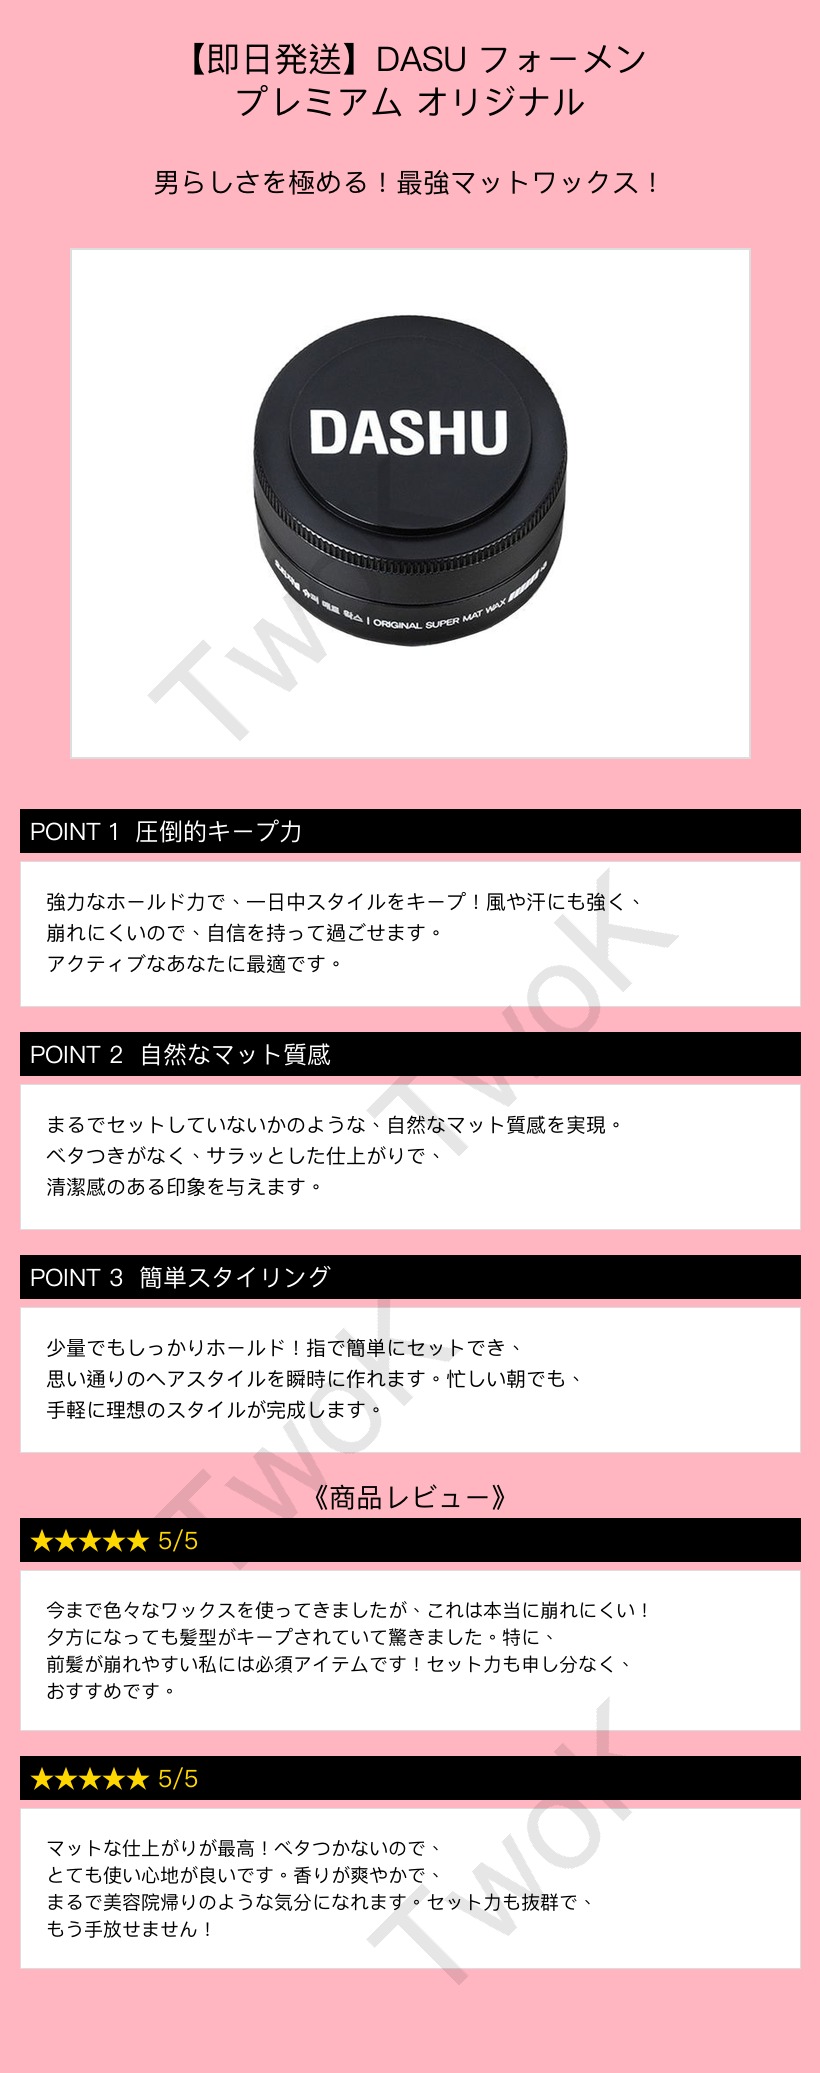 【即日発送】DASU フォーメン
プレミアム オリジナル
男らしさを極める！最強マットワックス！
DASHU
오리지널 슈퍼 매트 왁스 | ORIGINAL SUPER MAT WAX
TwoK
POINT 1 圧倒的キープ力
強力なホールド力で、一日中スタイルをキープ！風や汗にも強く、
崩れにくいので、自信を持って過ごせます。
アクティブなあなたに最適です。
TwoK
POINT 2 自然なマット質感
まるでセットしていないかのような、自然なマット質感を実現。
ベタつきがなく、サラッとした仕上がりで、
清潔感のある印象を与えます。
POINT 3 簡単スタイリング
少量でもしっかりホールド！指で簡単にセットでき、
思い通りのヘアスタイルを瞬時に作れます。忙しい朝でも、
手軽に理想のスタイルが完成します。
TwoK
《商品レビュー》
★★★★★ 5/5
今まで色々なワックスを使ってきましたが、これは本当に崩れにくい！
夕方になっても髪型がキープされていて驚きました。特に、
前髪が崩れやすい私には必須アイテムです！セット力も申し分なく、
おすすめです。
★★★★★ 5/5
マットな仕上がりが最高！ベタつかないので、
とても使い心地が良いです。香りが爽やかで、
まるで美容院帰りのような気分になれます。セット力も抜群で、
もう手放せません！
TwoK